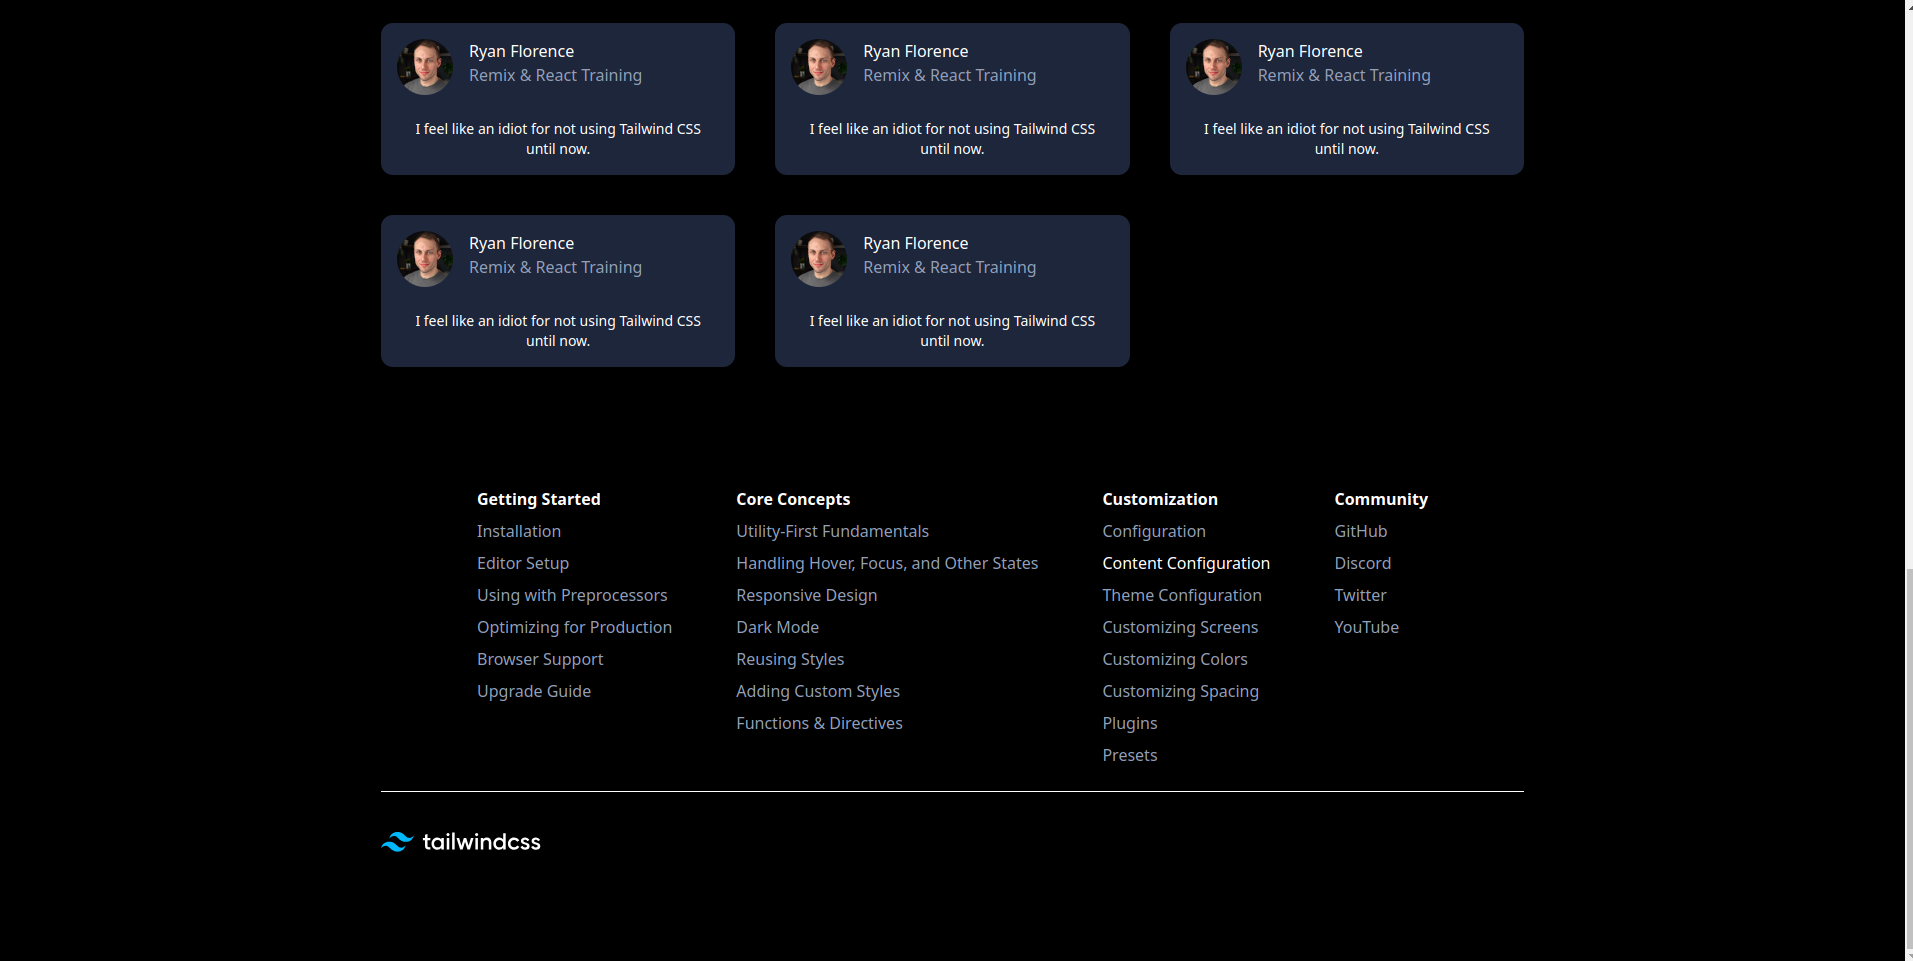 Ryan Florence
Remix & React Training
I feel like an idiot for not using Tailwind CSS
until now.
Ryan Florence
Remix & React Training
I feel like an idiot for not using Tailwind CSS
until now.
Ryan Florence
Remix & React Training
I feel like an idiot for not using Tailwind CSS
until now.
Ryan Florence
Remix & React Training
I feel like an idiot for not using Tailwind CSS
until now.
Ryan Florence
Remix & React Training
I feel like an idiot for not using Tailwind CSS
until now.
Getting Started
Installation
Editor Setup
Using with Preprocessors
Optimizing for Production
Browser Support
Upgrade Guide
Core Concepts
Utility-First Fundamentals
Handling Hover, Focus, and Other States
Responsive Design
Dark Mode
Reusing Styles
Adding Custom Styles
Functions & Directives
Customization
Configuration
Content Configuration
Theme Configuration
Customizing Screens
Customizing Colors
Customizing Spacing
Plugins
Presets
Community
GitHub
Discord
Twitter
YouTube
tailwindcss